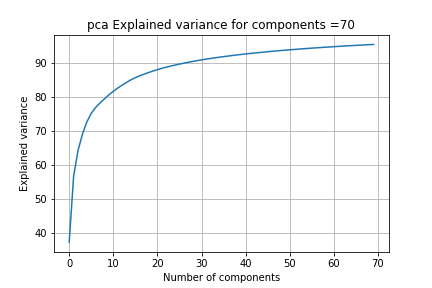 pca Explained variance for components =70
Explained variance
90
80
70
60
50
40
0 10 20 30 40 50 60 70
Number of components